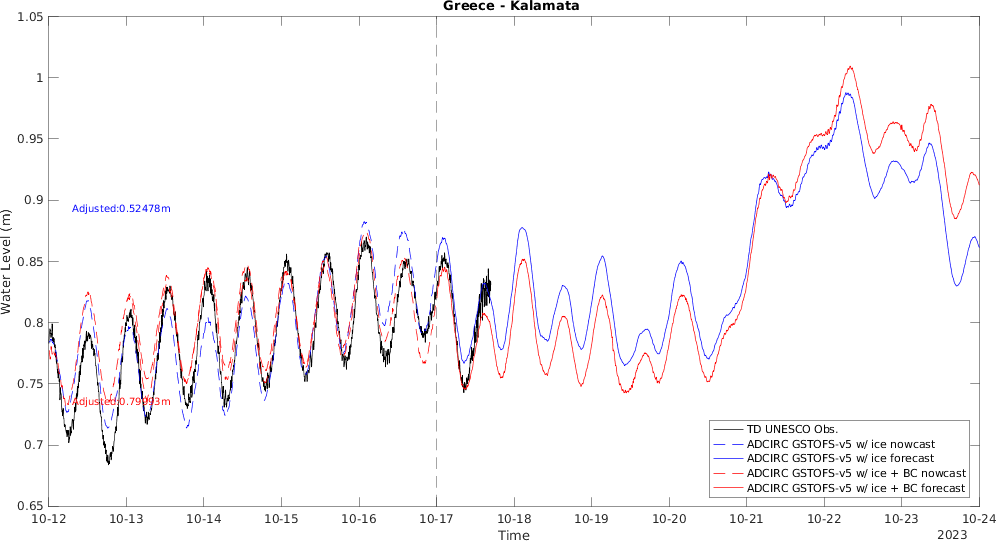 Greece - Kalamata
1.05
1
0.95
0.9
0.85
0.8
0.75
0.7
0.65
Water Level (m)
Adjusted:0.52478m
Adjusted:0.79993m
TD UNESCO Obs.
ADCIRC GSTOFS-v5 w/ ice nowcast
ADCIRC GSTOFS-v5 w/ ice forecast
ADCIRC GSTOFS-v5 w/ ice + BC nowcast
ADCIRC GSTOFS-v5 w/ ice + BC forecast
10-12 10-13 10-14 10-15 10-16 10-17 10-18 10-19 10-20 10-21 10-22 10-23 10-24
Time
2023